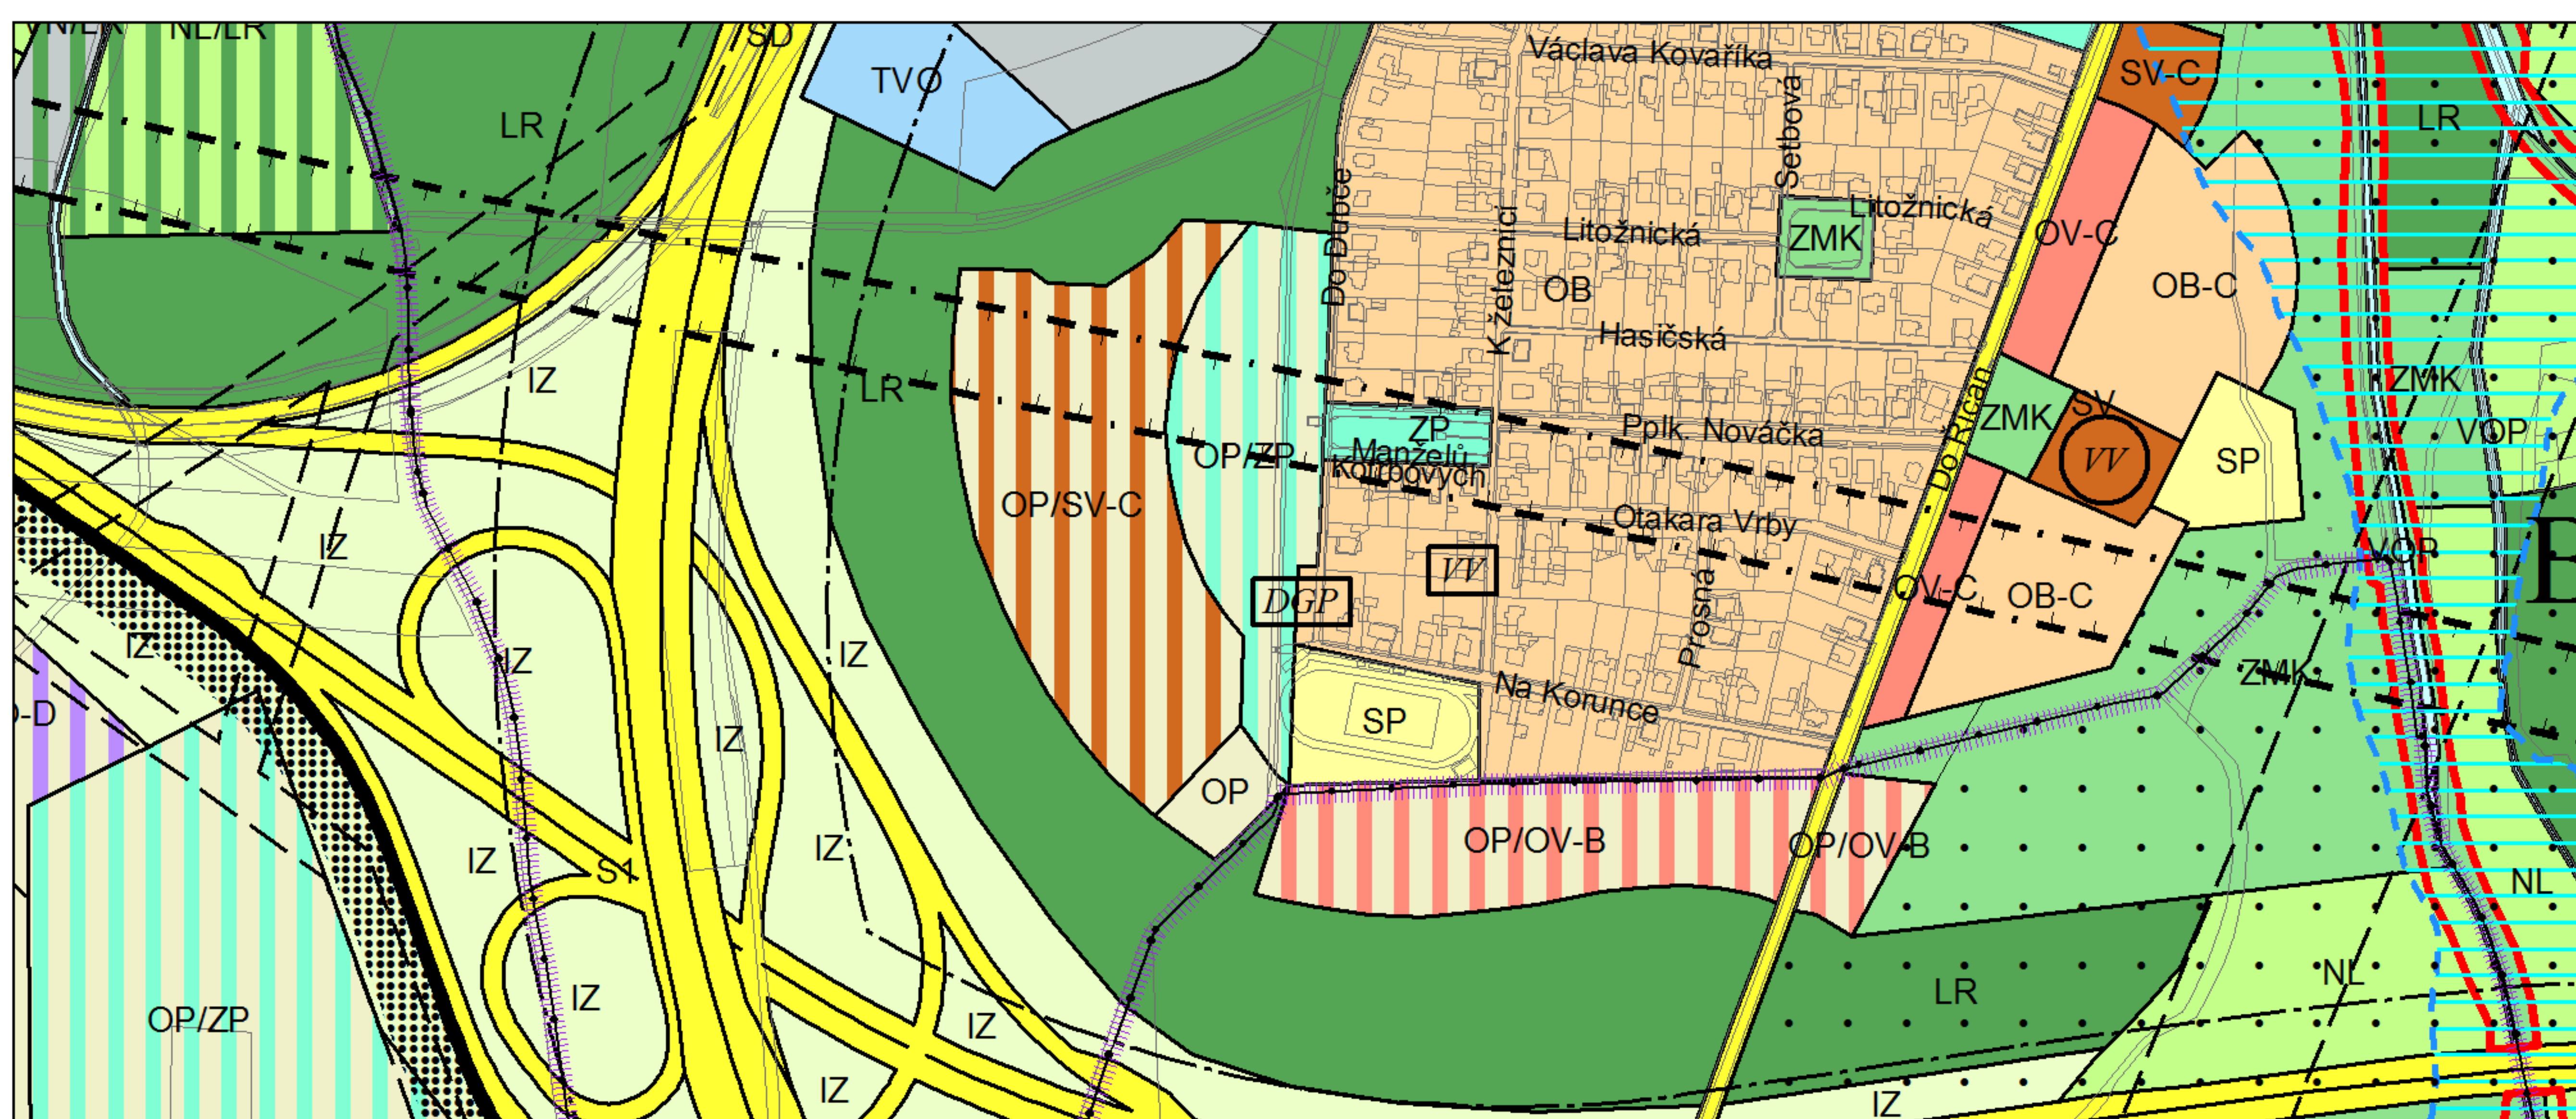 NL/LR
SD
TVO
Václava Kovaříka
SV-C
LR
LR
Setbová
Do Dubče
K železnici
Litožnická
Litožnická
ZMK
OV-C
OB
OB-C
Hasičská
IZ
LR
ZMK
SV
ZMK
VOP
ZP
Pplk. Nováčka
Do Říčan
VV
SP
OP/ZP
Manželů
Kotrbových
OP/SV-C
Otakara Vrby
IZ
VOP
VV
DGP
OV-C
OB-C
Prosná
IZ
IZ
IZ
ZMK
Na Korunce
SP
IZ
OP
OP/OV-B
OP/OV-B
IZ
IZ
S1
NL
NL
LR
IZ
IZ
OP/ZP
IZ
IZ